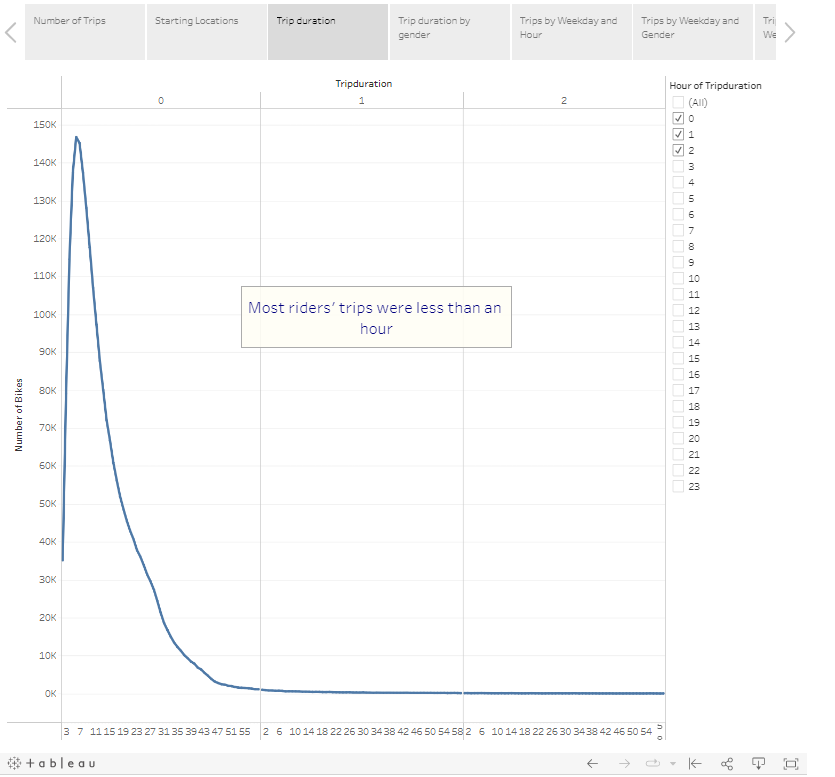 Number of Trips
Starting Locations
Trip duration
Trip duration by
gender
Trips by Weekday and
Hour
Trips by Weekday and
Gender
Tripduration
0 1 2
Hour of Tripduration
(All)
0
1
2
3
4
5
6
7
8
9
10
11
12
13
14
15
16
17
18
19
20
21
22
23
150K
140K
130K
120K
110K
100K
90K
80K
70K
60K
50K
40K
30K
20K
10K
0K
Number of Bikes
Most riders’ trips were less than an
hour
3 7 11 15 19 23 27 31 35 39 43 47 51 55 2 6 10 14 18 22 26 30 34 38 42 46 50 54 58 2 6 10 14 18 22 26 30 34 38 42 46 50 54
+ a b | e a u